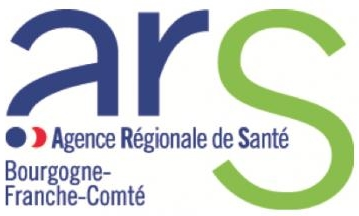 ars
Agence Régionale de Santé
Bourgogne-
Franche-Comté